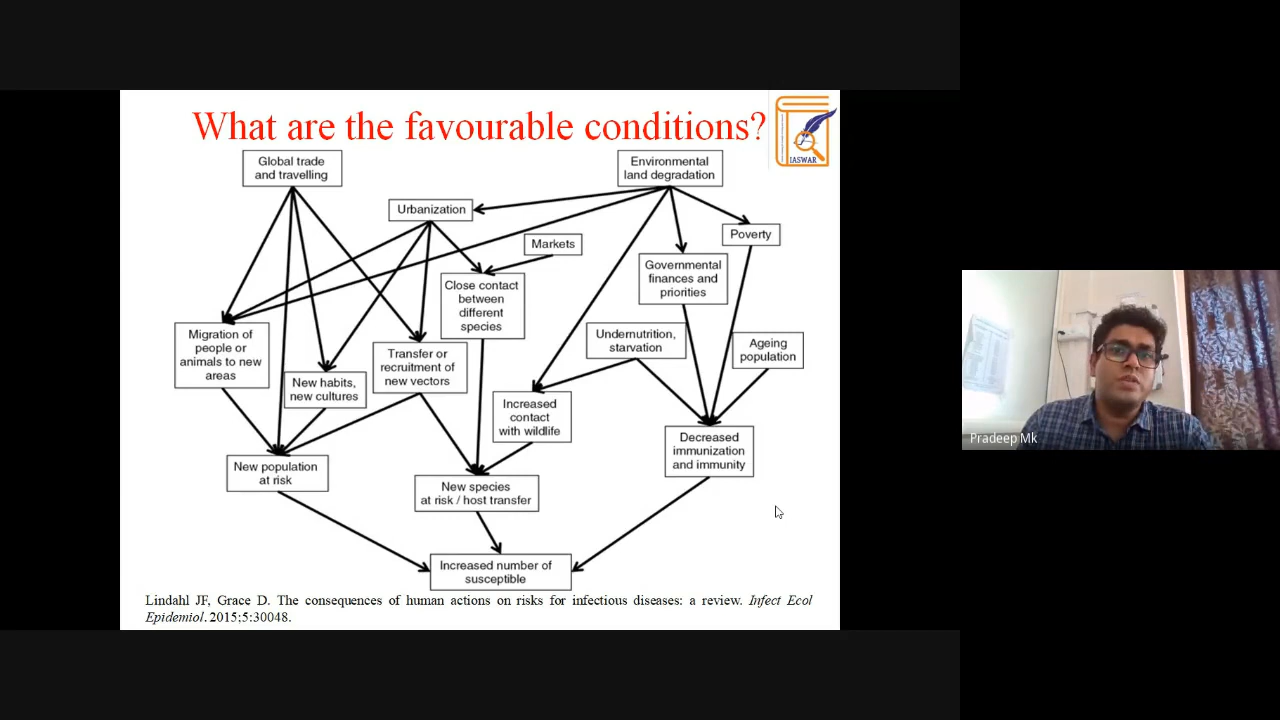 What are the favourable conditions?
IASWAR
Global trade
and travelling
Environmental
land degradation
Urbanization
Poverty
Markets
Governmental
finances and
priorities
Close contact
between
different
species
Migration of
people or
animals to new
areas
Undernutrition,
starvation
Ageing
population
Transfer or
recruitment of
new vectors
New habits,
new cultures
Increased
contact
with wildlife
Decreased
immunization
and immunity
New population
at risk
New species
at risk / host transfer
Increased number of
susceptible
Lindahl JF, Grace D. The consequences of human actions on risks for infectious diseases: a review. Infect Ecol
Epidemiol. 2015;5:30048.
Pradeep Mk